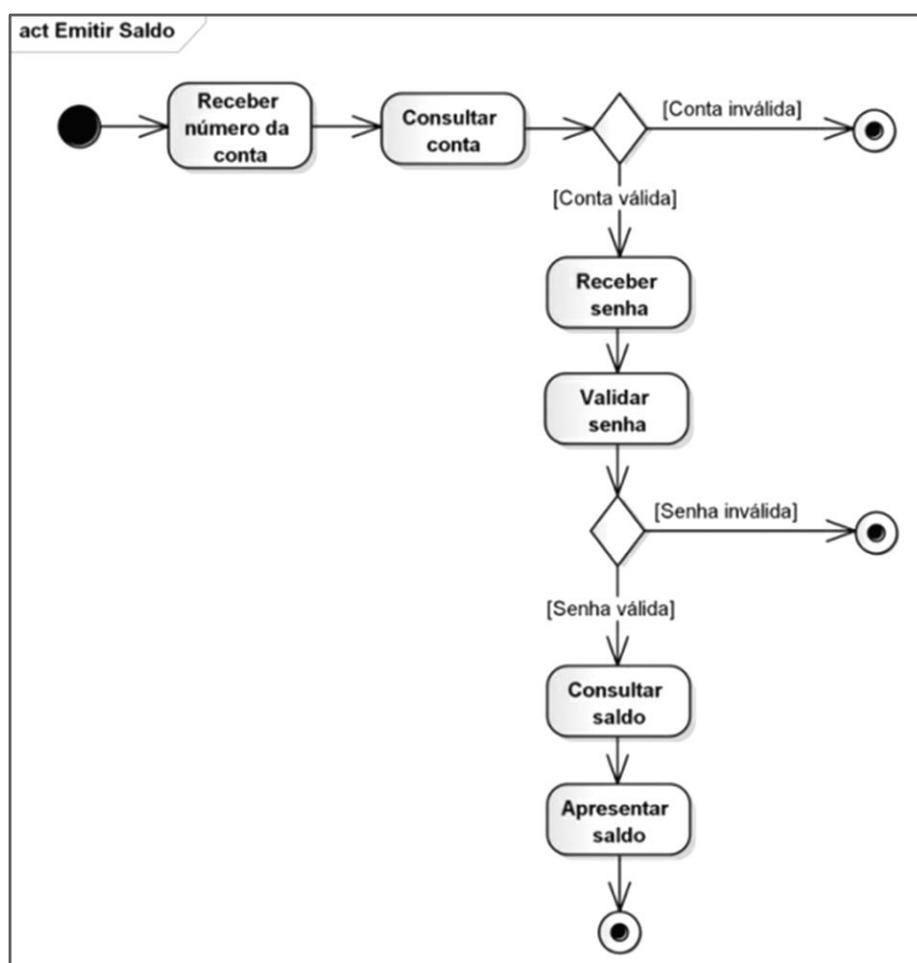 act Emitir Saldo
Receber
número da
conta
Consultar
conta
[Conta inválida]
[Conta válida]
Receber
senha
Validar
senha
[Senha inválida]
[Senha válida]
Consultar
saldo
Apresentar
saldo